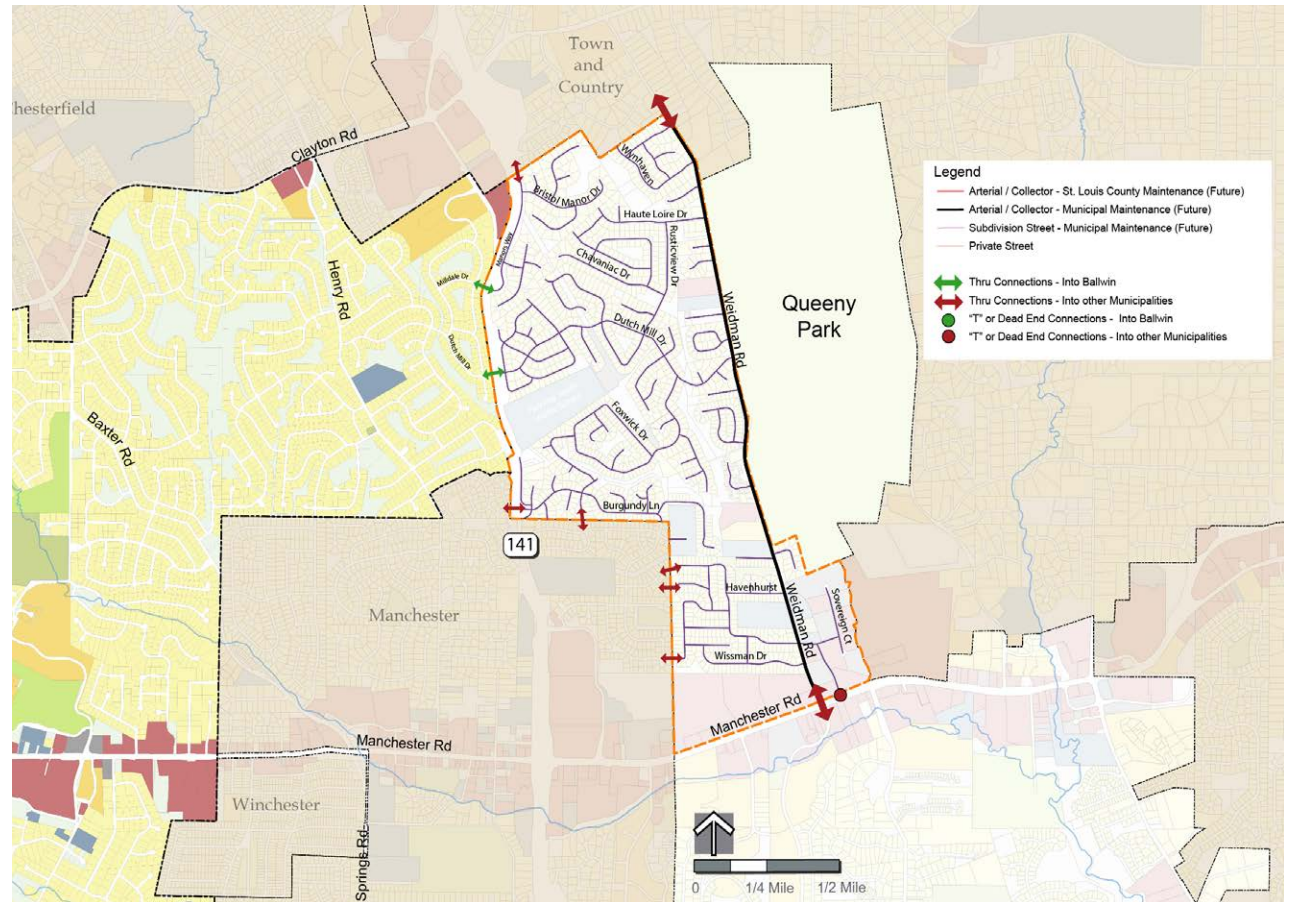 Town
and
Country
Chesterfield
Clayton Rd
Wynhaven
Bristol Manor Dr
Haute Loire Dr
Rusticview Dr
Chavaniac Dr
Milldale Dr
Henry Rd
Dutch Mill Dr
Dutch Mill Dr
Weidman Rd
Queeny
Park
Baxter Rd
Foxwick Dr
Burgundy Ln
141
Manchester
Havenhurst
Weidman Rd
Sovereign Ct
Wissman Dr
Manchester Rd
Manchester Rd
Winchester
Springs Rd
Legend
Arterial / Collector - St. Louis County Maintenance (Future)
Arterial / Collector - Municipal Maintenance (Future)
Subdivision Street - Municipal Maintenance (Future)
Private Street
Thru Connections - Into Ballwin
Thru Connections - Into other Municipalities
"T" or Dead End Connections - Into Ballwin
"T" or Dead End Connections - Into other Municipalities
0 1/4 Mile 1/2 Mile